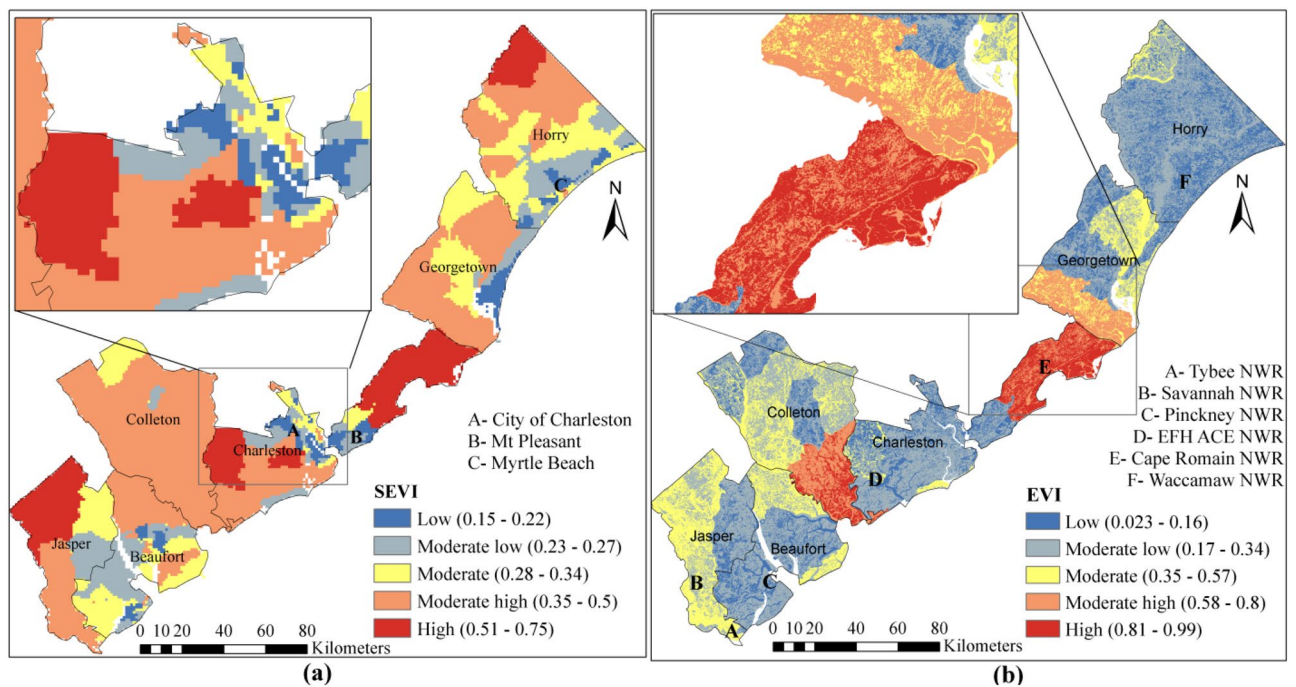 Horry
C
N
Georgetown
Colleton
A
Charleston
B
A- City of Charleston
B- Mt Pleasant
C- Myrtle Beach
Jasper
Beaufort
SEVI
Low (0.15 - 0.22)
Moderate low (0.23 - 0.27)
Moderate (0.28 - 0.34)
Moderate high (0.35 - 0.5)
High (0.51 - 0.75)
0 10 20 40 60 80
Kilometers
(a)
Horry
F
N
Georgetown
E
A- Tybee NWR
B- Savannah NWR
C- Pinckney NWR
D- EFH ACE NWR
E- Cape Romain NWR
F- Waccamaw NWR
Colleton
Charleston
D
Jasper
Beaufort
B
C
A
EVI
Low (0.023 - 0.16)
Moderate low (0.17 - 0.34)
Moderate (0.35 - 0.57)
Moderate high (0.58 - 0.8)
High (0.81 - 0.99)
0 10 20 40 60 80
Kilometers
(b)